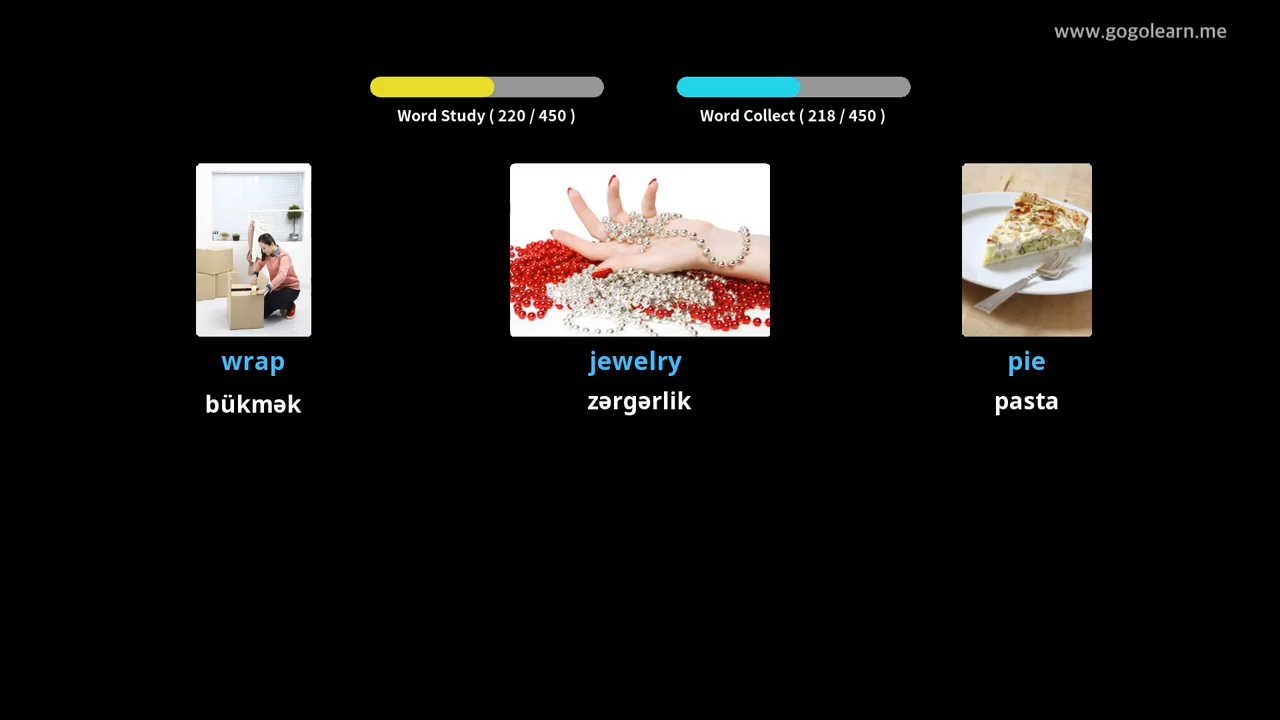 www.gogolearn.me
Word Study ( 220 / 450 )
Word Collect ( 218 / 450 )
wrap
jewelry
pie
bükmək
zərgərlik
pasta